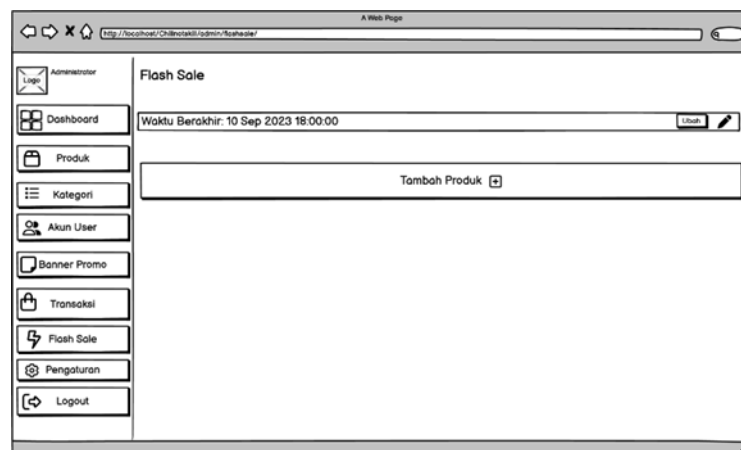 A Web Page
http://localhost/Chillnotskill/admin/flashsale/
Logo
Administrator
Flash Sale
Dashboard
Waktu Berakhir: 10 Sep 2023 18:00:00
Ubah
Produk
Tambah Produk
Kategori
Akun User
Banner Promo
Transaksi
Flash Sale
Pengaturan
Logout